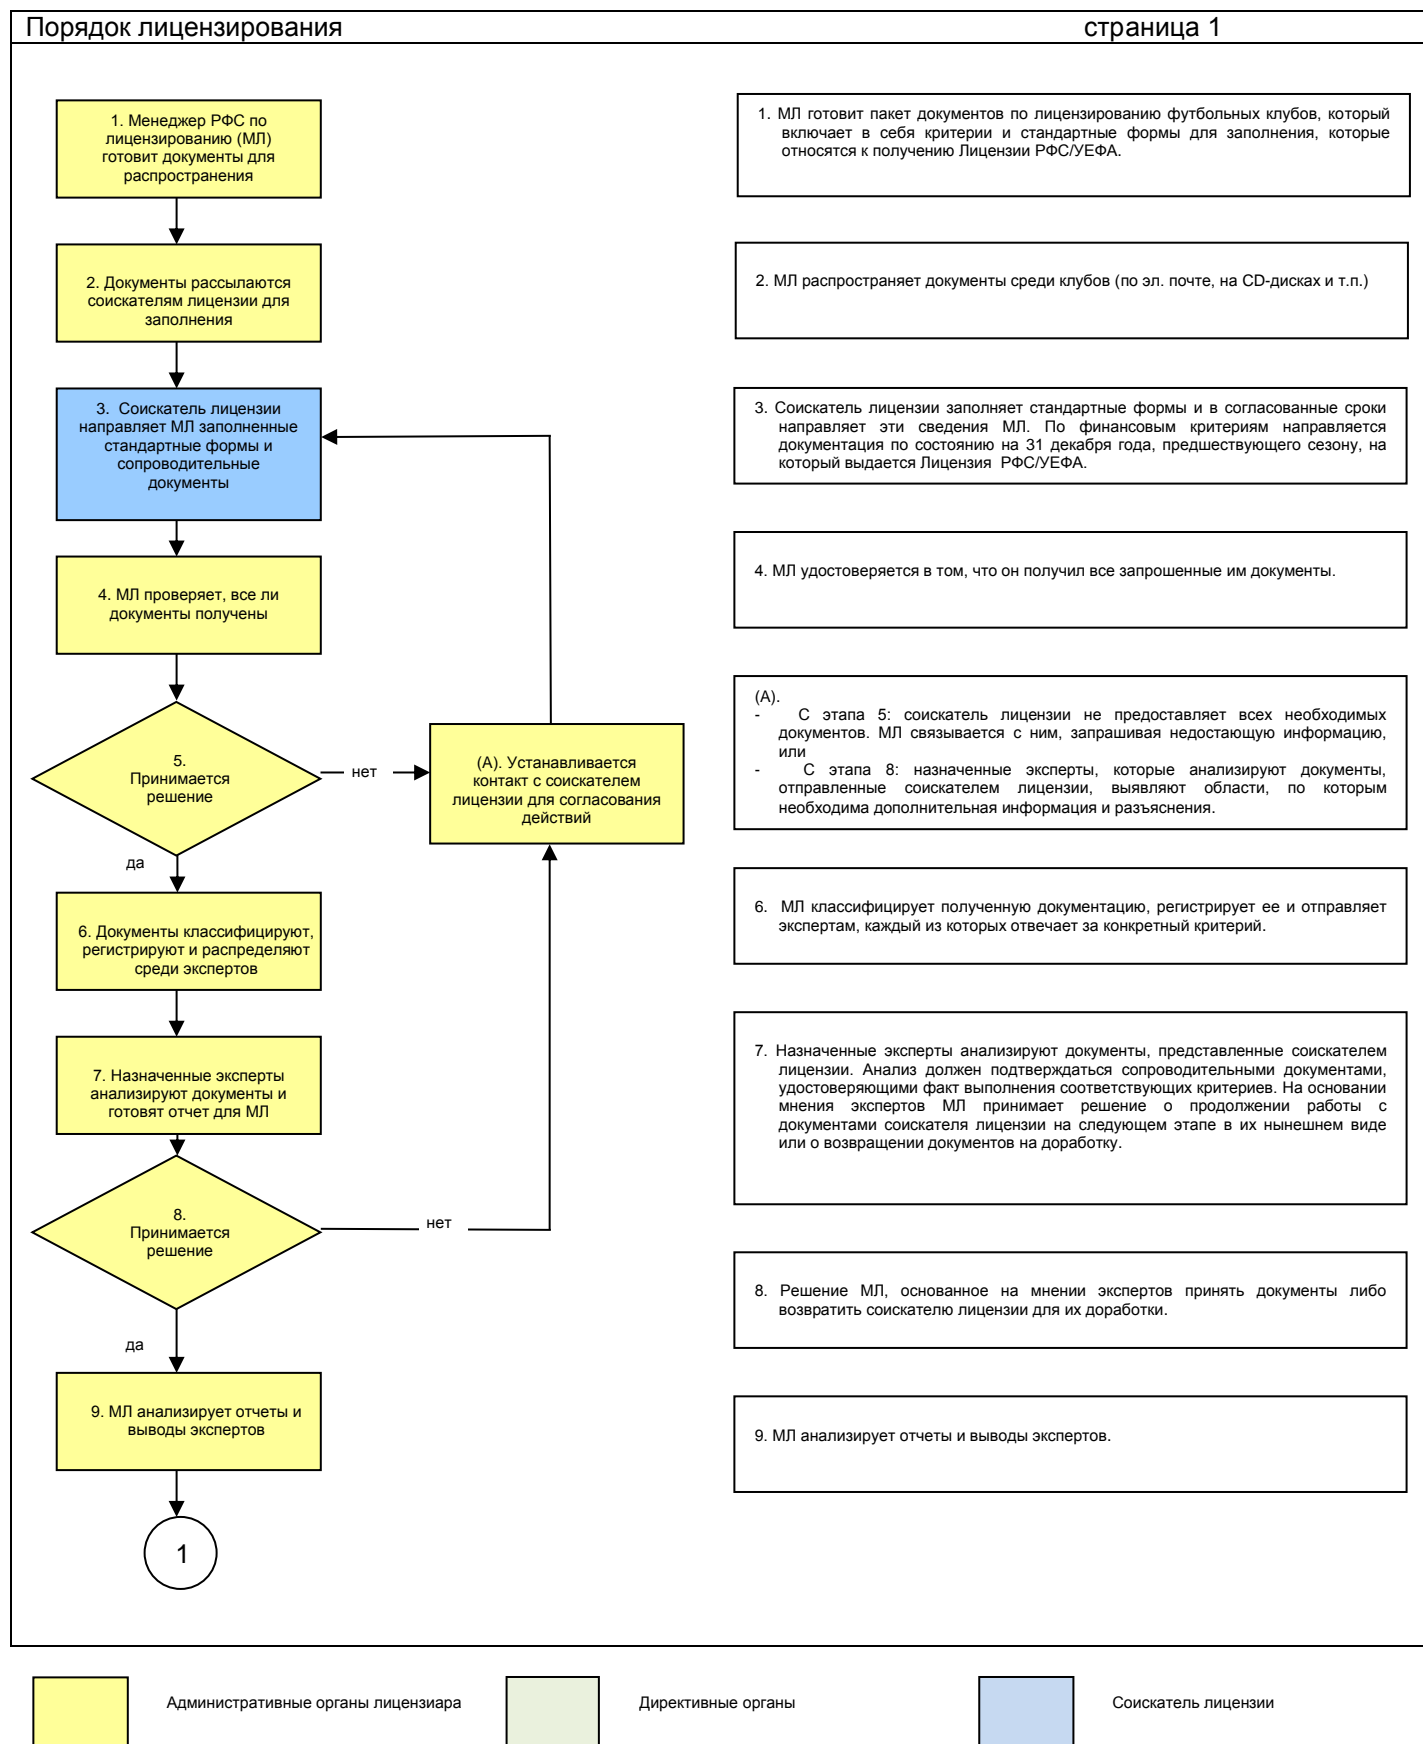 Порядок лицензирования страница 1
1. Менеджер РФС по
лицензированию (МЛ)
готовит документы для
распространения
1. МЛ готовит пакет документов по лицензированию футбольных клубов, который
включает в себя критерии и стандартные формы для заполнения, которые
относятся к получению Лицензии РФС/УЕФА.
2. Документы рассылаются
соискателям лицензии для
заполнения
2. МЛ распространяет документы среди клубов (по эл. почте, на CD-дисках и т.п.)
3. Соискатель лицензии
направляет МЛ заполненные
стандартные формы и
сопроводительные
документы
3. Соискатель лицензии заполняет стандартные формы и в согласованные сроки
направляет эти сведения МЛ. По финансовым критериям направляется
документация по состоянию на 31 декабря года, предшествующего сезону, на
который выдается Лицензия РФС/УЕФА.
4. МЛ проверяет, все ли
документы получены
4. МЛ удостоверяется в том, что он получил все запрошенные им документы.
5.
Принимается
решение
нет
(А). Устанавливается
контакт с соискателем
лицензии для согласования
действий
(А).
- С этапа 5: соискатель лицензии не предоставляет всех необходимых
документов. МЛ связывается с ним, запрашивая недостающую информацию,
или
- С этапа 8: назначенные эксперты, которые анализируют документы,
отправленные соискателем лицензии, выявляют области, по которым
необходима дополнительная информация и разъяснения.
да
6. Документы классифицируют,
регистрируют и распределяют
среди экспертов
6. МЛ классифицирует полученную документацию, регистрирует ее и отправляет
экспертам, каждый из которых отвечает за конкретный критерий.
7. Назначенные эксперты
анализируют документы и
готовят отчет для МЛ
7. Назначенные эксперты анализируют документы, представленные соискателем
лицензии. Анализ должен подтверждаться сопроводительными документами,
удостоверяющими факт выполнения соответствующих критериев. На основании
мнения экспертов МЛ принимает решение о продолжении работы с
документами соискателя лицензии на следующем этапе в их нынешнем виде
или о возвращении документов на доработку.
8.
Принимается
решение
нет
8. Решение МЛ, основанное на мнении экспертов принять документы либо
возвратить соискателю лицензии для их доработки.
да
9. МЛ анализирует отчеты и
выводы экспертов
9. МЛ анализирует отчеты и выводы экспертов.
1
Административные органы лицензиара
Директивные органы
Соискатель лицензии